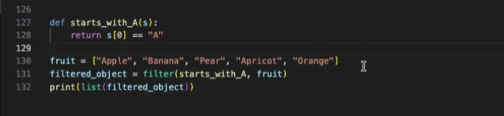 126
127 def starts_with_A(s):
128     return s[0] == "A"
129
130 fruit = ["Apple", "Banana", "Pear", "Apricot", "Orange"]
131 filtered_object = filter(starts_with_A, fruit)
132 print(list(filtered_object))